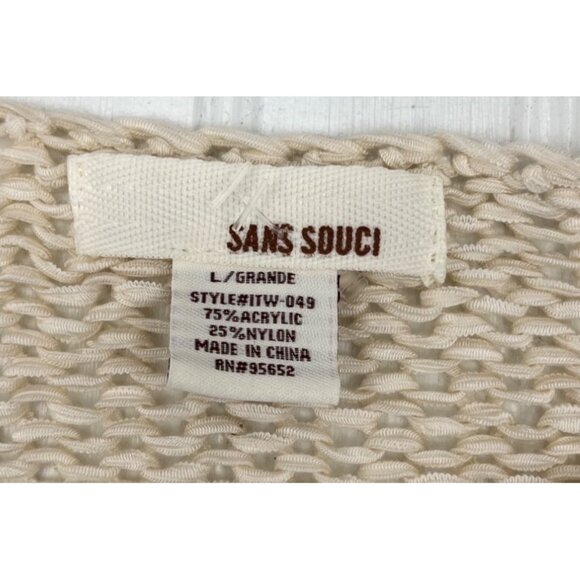 SANS SOUCI
L/GRANDE
STYLE#ITW-049
75%ACRYLIC
25%NYLON
MADE IN CHINA
RN#95652